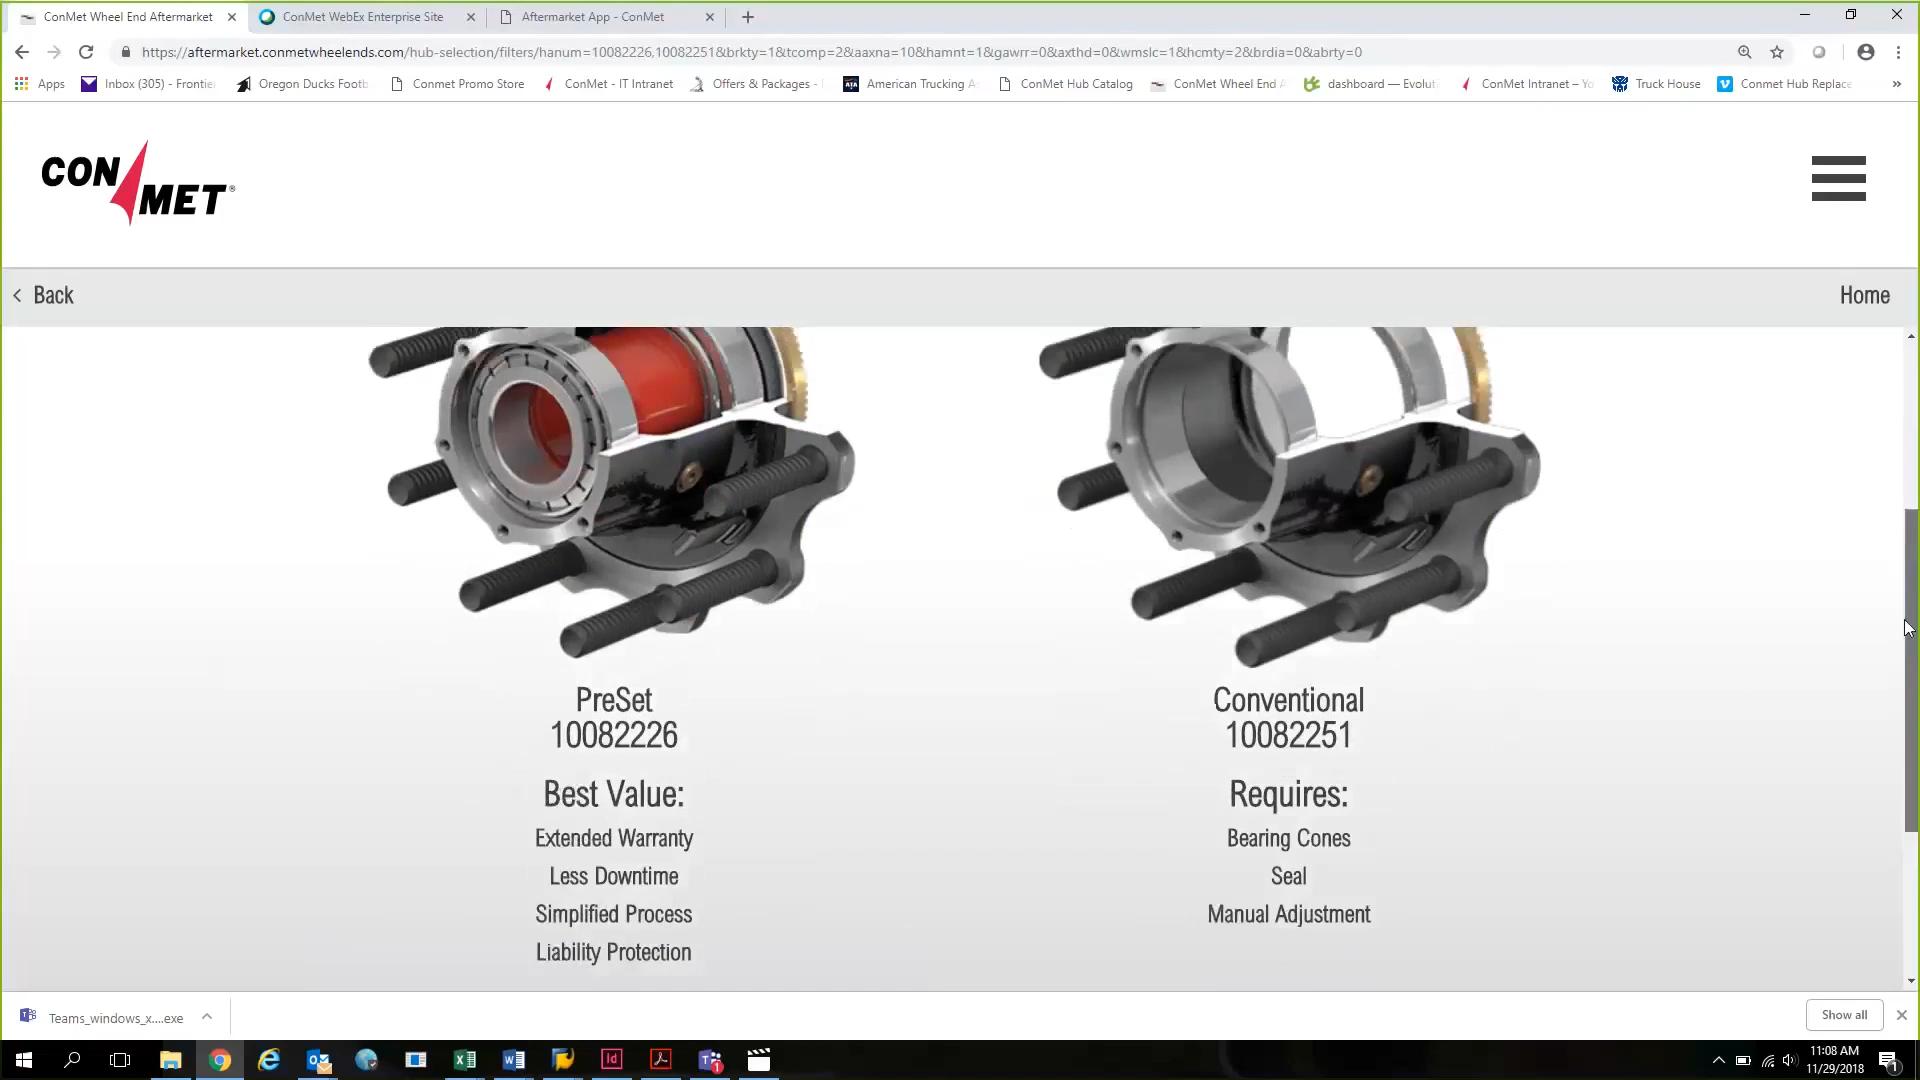 ConMet Wheel End Aftermarket
ConMet WebEx Enterprise Site
Aftermarket App - ConMet
https://aftermarket.conmetwheelends.com/hub-selection/filters/hanum=10082226,10082251&brkty=1&tcomp=2&aaxna=10&hamnt=1&gawrr=0&axthd=0&wmslc=1&hcmty=2&brdia=0&abrty=0
Apps
Inbox (305) - Frontier
Oregon Ducks Footb
Conmet Promo Store
ConMet - IT Intranet
Offers & Packages -
American Trucking A
ConMet Hub Catalog
ConMet Wheel End A
dashboard — Evolut
ConMet Intranet – Yo
Truck House
Conmet Hub Replace
CON MET®
Back
Home
PreSet
10082226
Best Value:
Extended Warranty
Less Downtime
Simplified Process
Liability Protection
Conventional
10082251
Requires:
Bearing Cones
Seal
Manual Adjustment
Teams_windows_x....exe
Show all
11:08 AM
11/29/2018